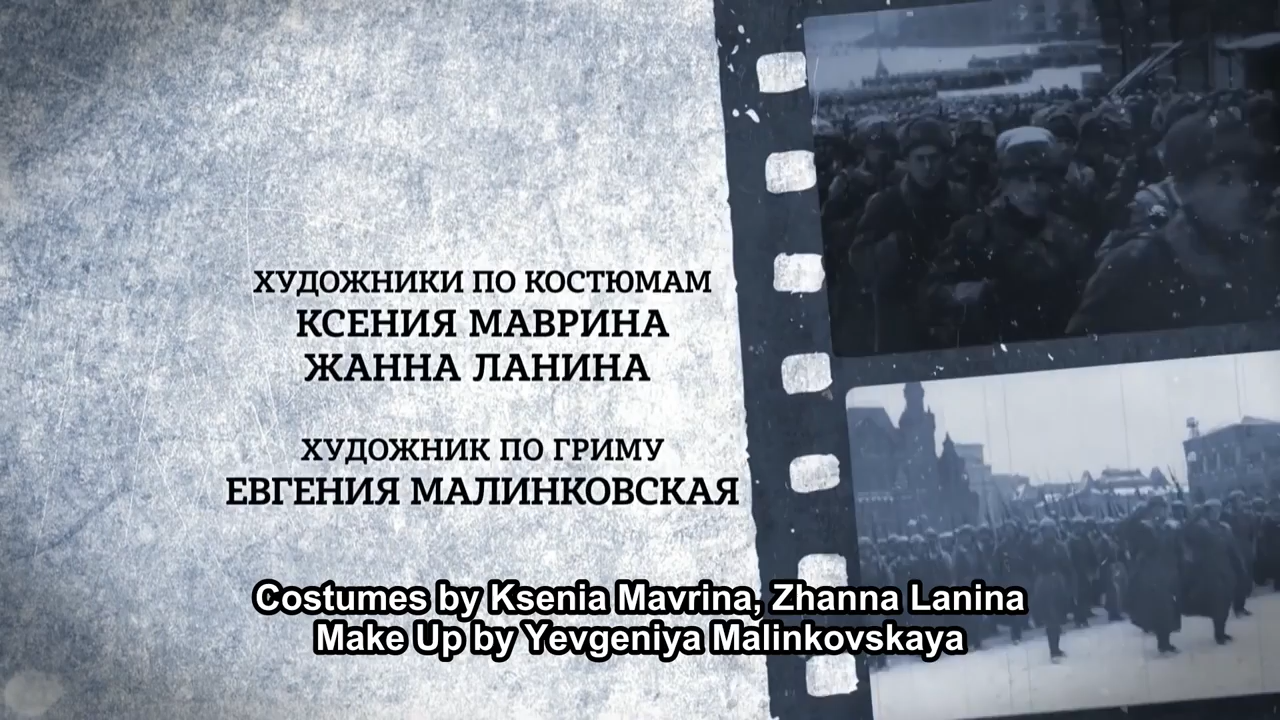 ХУДОЖНИКИ ПО КОСТЮМАМ
КСЕНИЯ МАВРИНА
ЖАННА ЛАНИНА
ХУДОЖНИК ПО ГРИМУ
ЕВГЕНИЯ МАЛИНКОВСКАЯ
Costumes by Ksenia Mavrina, Zhanna Lanina
Make Up by Yevgeniya Malinkovskaya